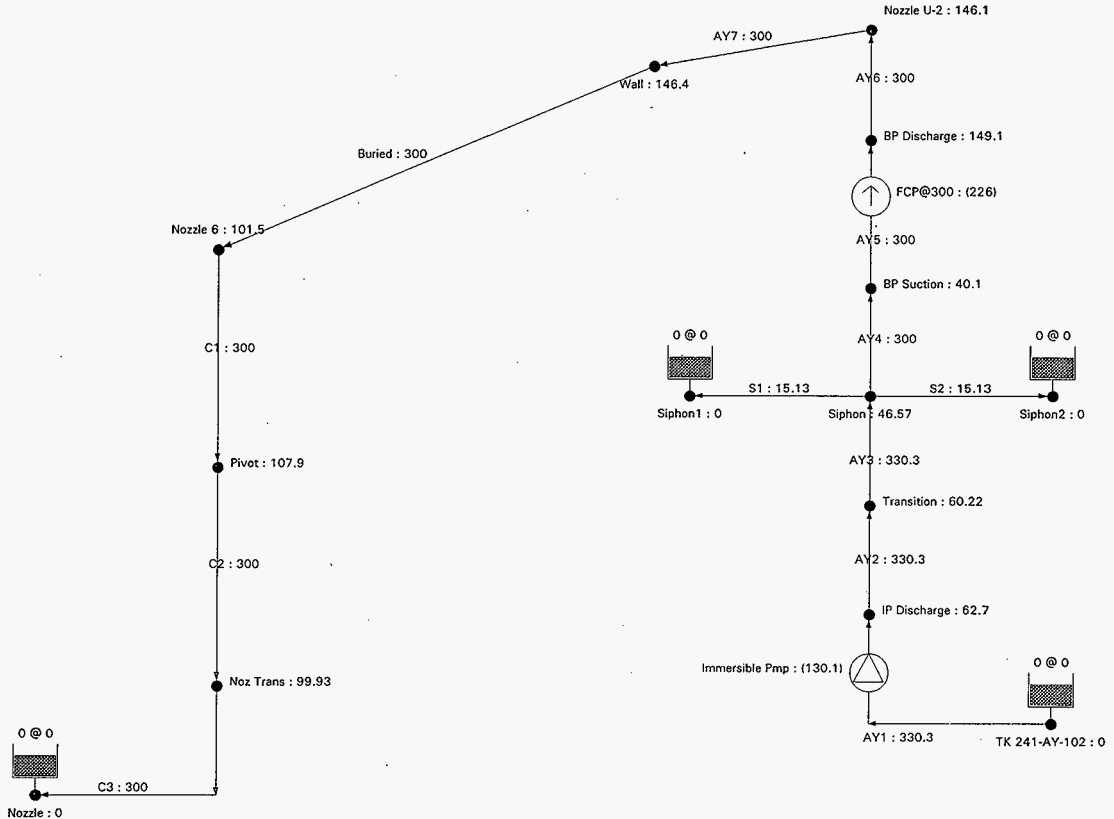 Nozzle U-2 : 146.1
AY7 : 300
Wall : 146.4
AY6 : 300
BP Discharge : 149.1
Buried : 300
FCP@300 : (226)
Nozzle 6 : 101.5
AY5 : 300
BP Suction : 40.1
0 @ 0
0 @ 0
C1 : 300
AY4 : 300
S1 : 15.13
S2 : 15.13
Siphon1 : 0
Siphon : 46.57
Siphon2 : 0
Pivot : 107.9
AY3 : 330.3
Transition : 60.22
C2 : 300
AY2 : 330.3
IP Discharge : 62.7
Immersible Pmp : (130.1)
0 @ 0
Noz Trans : 99.93
0 @ 0
AY1 : 330.3
TK 241-AY-102 : 0
C3 : 300
Nozzle : 0